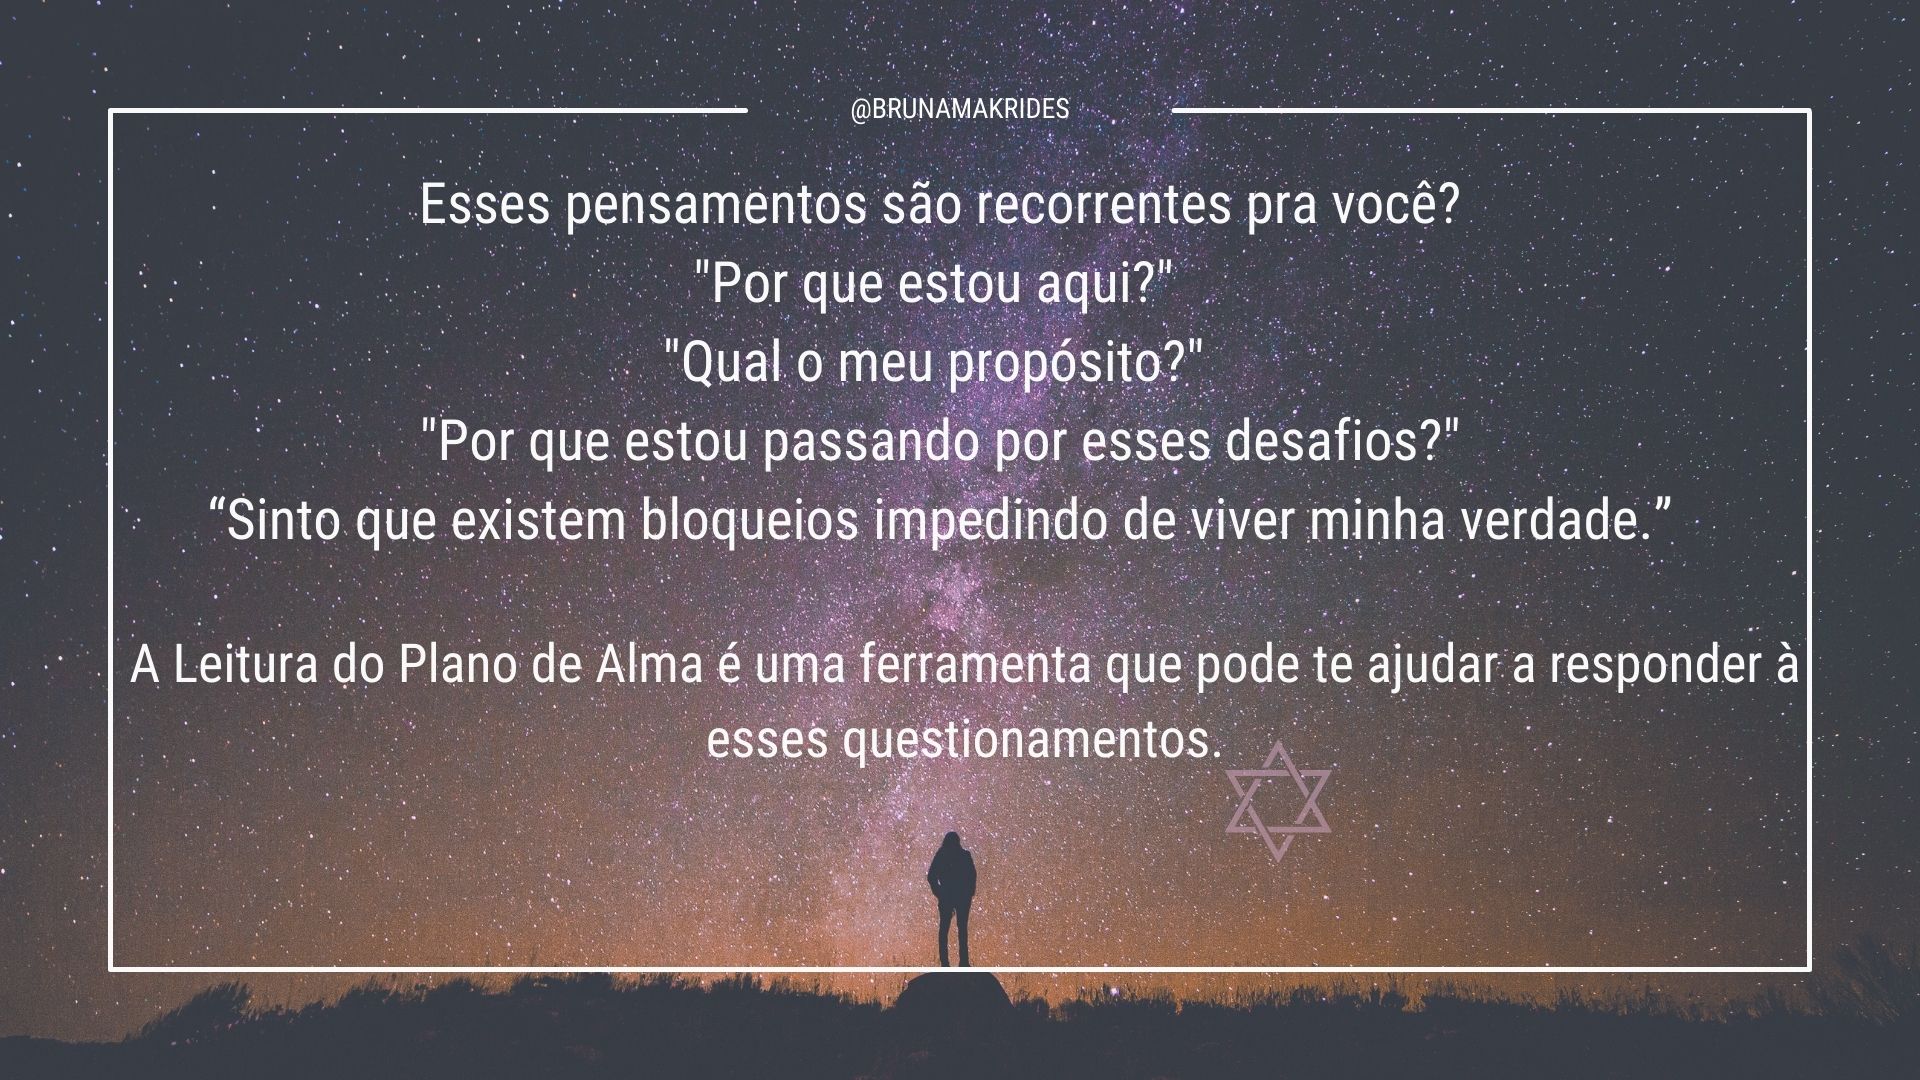 @BRUNAMAKRIDES
Esses pensamentos são recorrentes pra você?
"Por que estou aqui?"
"Qual o meu propósito?"
"Por que estou passando por esses desafios?"
“Sinto que existem bloqueios impedindo de viver minha verdade.”
A Leitura do Plano de Alma é uma ferramenta que pode te ajudar a responder à
esses questionamentos.